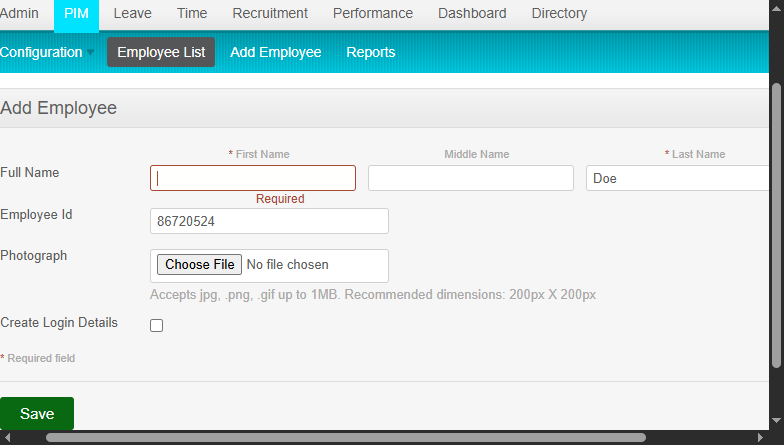 Admin PIM Leave Time Recruitment Performance Dashboard Directory
Configuration Employee List Add Employee Reports
Add Employee
* First Name Middle Name * Last Name
Full Name Doe
Required
Employee Id 86720524
Photograph Choose File No file chosen
Accepts jpg, .png, .gif up to 1MB. Recommended dimensions: 200px X 200px
Create Login Details
* Required field
Save